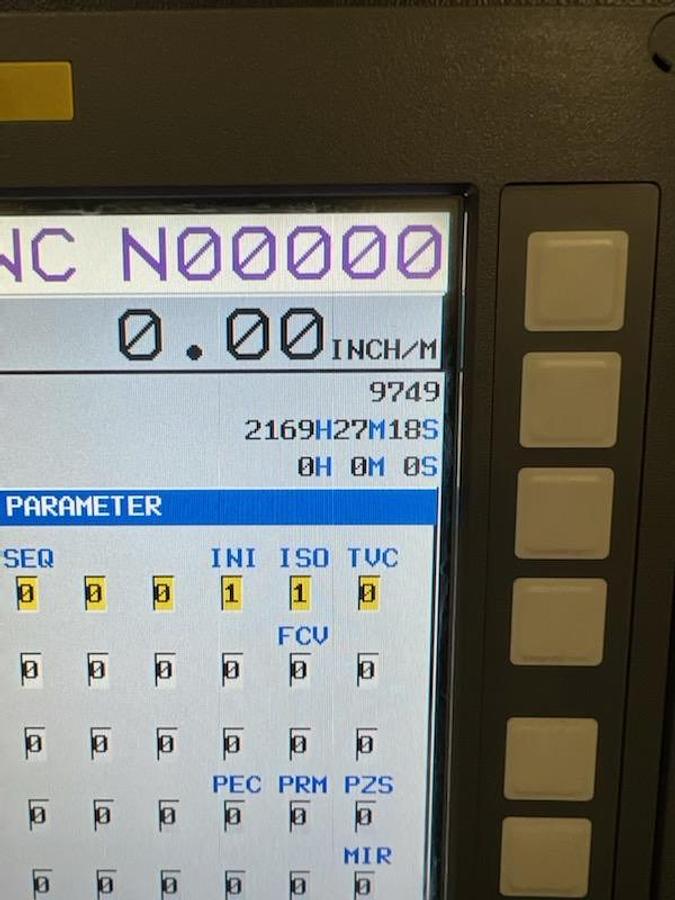 NC N00000
0.00 INCH/M
9749
2169H27M18S
0H 0M 0S
PARAMETER
SEQ INI ISO TVC
0 0 0 1 1 0
FCV
0 0 0 0 0 0
0 0 0 0 0 0
PEC PRM PZS
0 0 0 0 0 0
MIR
0 0 0 0 0 0